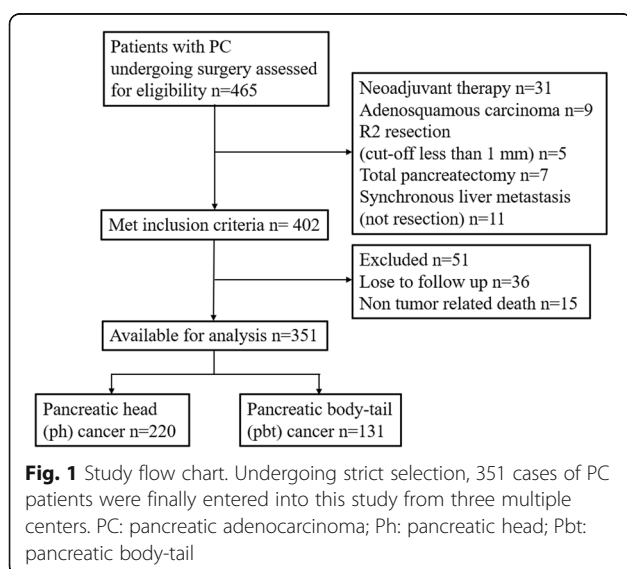 Patients with PC
undergoing surgery assessed
for eligibility n=465
Neoadjuvant therapy n=31
Adenosquamous carcinoma n=9
R2 resection
(cut-off less than 1 mm) n=5
Total pancreatectomy n=7
Synchronous liver metastasis
(not resection) n=11
Met inclusion criteria n= 402
Excluded n=51
Lose to follow up n=36
Non tumor related death n=15
Available for analysis n=351
Pancreatic head
(ph) cancer n=220
Pancreatic body-tail
(pbt) cancer n=131
Fig. 1 Study flow chart. Undergoing strict selection, 351 cases of PC
patients were finally entered into this study from three multiple
centers. PC: pancreatic adenocarcinoma; Ph: pancreatic head; Pbt:
pancreatic body-tail